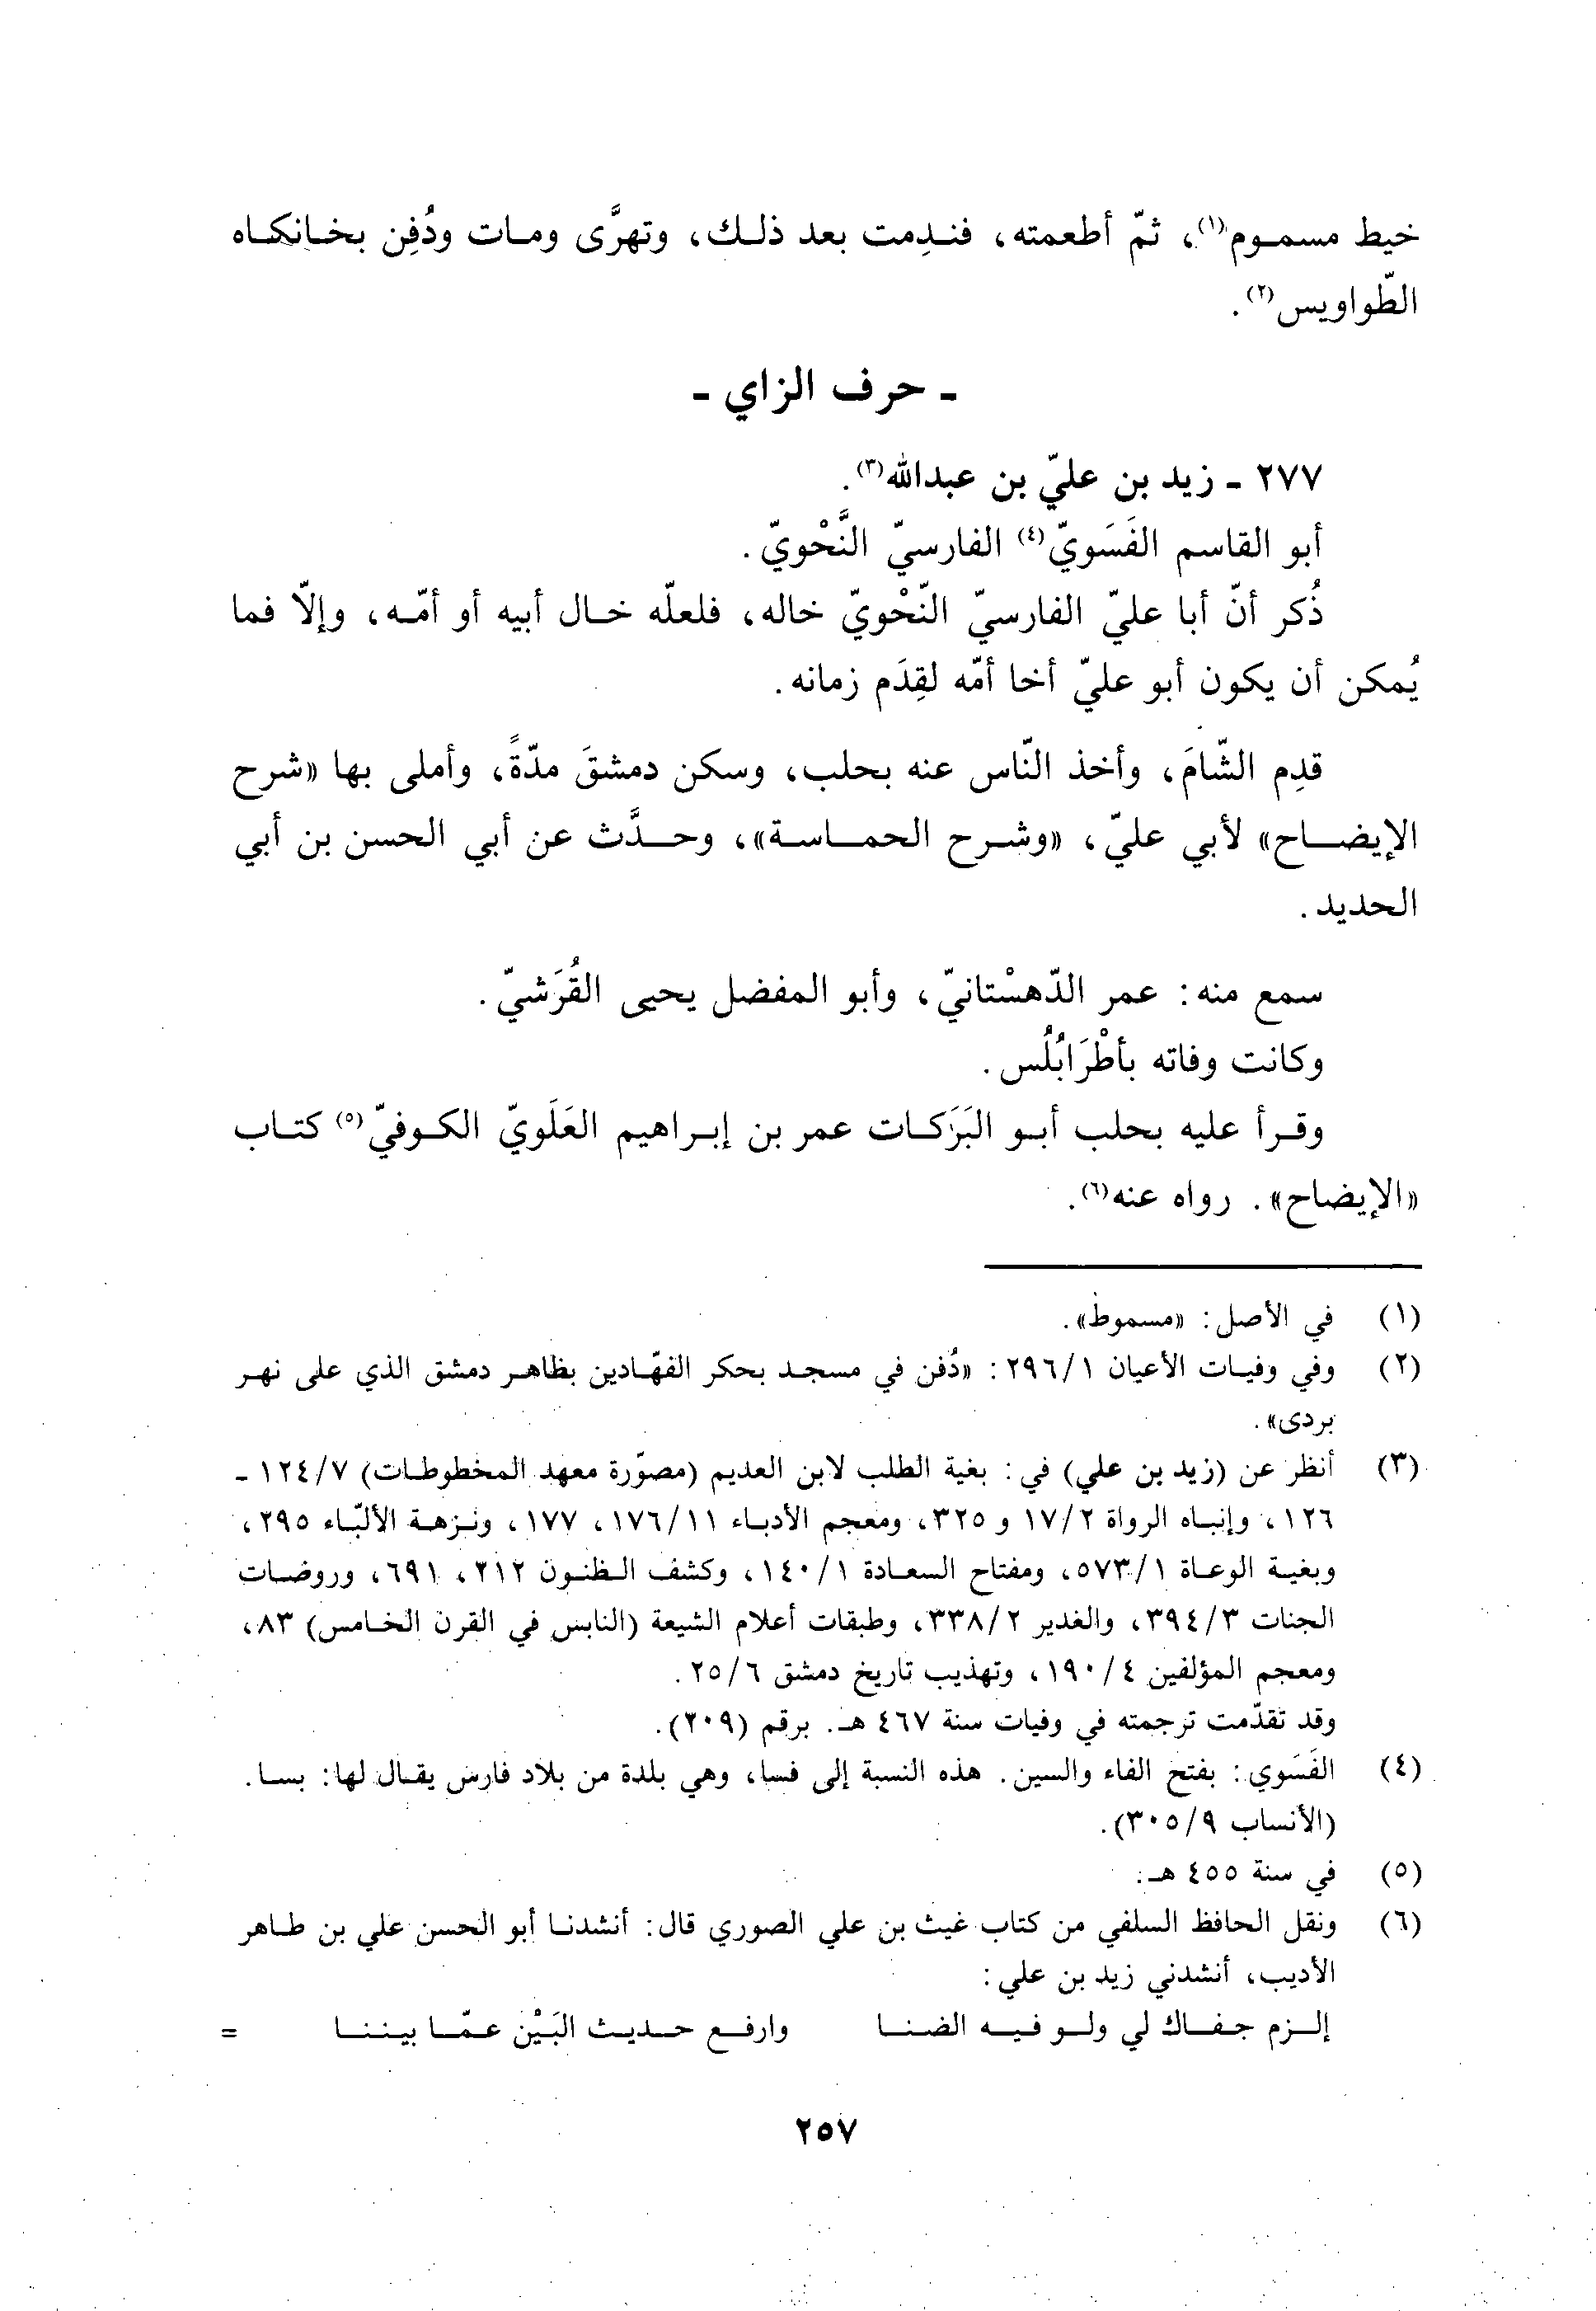 خيط مسموم(١)، ثمّ أطعمته، فندِمت بعد ذلك، وتهرَّى ومات ودُفِن بخانكاه
الطّواويس(٢).
- حرف الزاي -
٢٧٧ - زيد بن عليّ بن عبدالله(٣).
أبو القاسم الفَسَويّ(٤) الفارسيّ النَّحْويّ.
ذُكر أنّ أبا عليّ الفارسيّ النّحْويّ خاله، فلعلّه خال أبيه أو أمّه، وإلّا فما
يُمكن أن يكون أبو عليّ أخا أمّه لقِدَم زمانه.
قدِم الشّامَ، وأخذ النّاس عنه بحلب، وسكن دمشقَ مدّةً، وأملى بها «شرح
الإيضاح» لأبي عليّ، «وشرح الحماسة»، وحدَّث عن أبي الحسن بن أبي
الحديد.
سمع منه: عمر الدّهسْتانيّ، وأبو المفضل يحيى القُرَشيّ.
وكانت وفاته بأطْرَابُلُس.
وقرأ عليه بحلب أبو البَرَكات عمر بن إبراهيم العَلَويّ الكوفيّ(٥) كتاب
«الإيضاح». رواه عنه(٦).
(١) في الأصل: «مسموط».
(٢) وفي وفيات الأعيان ٢٩٦/١: «دُفن في مسجد بحكر الفهّادين بظاهر دمشق الذي على نهر
بردى».
(٣) أنظر عن (زيد بن علي) في: بغية الطلب لابن العديم (مصوّرة معهد المخطوطات) ١٢٤/٧ -
١٢٦، وإنباه الرواة ١٧/٢ و ٣٢٥، ومعجم الأدباء ١٧٦/١١، ١٧٧، ونزهة الألبّاء ٢٩٥،
وبغية الوعاة ٥٧٣/١، ومفتاح السعادة ١٤٠/١، وكشف الظنون ٢١٢، ٦٩١، وروضات
الجنات ٣٩٤/٣، والغدير ٣٣٨/٢، وطبقات أعلام الشيعة (النابس في القرن الخامس) ٨٣،
ومعجم المؤلفين ١٩٠/٤، وتهذيب تاريخ دمشق ٢٥/٦.
وقد تقدّمت ترجمته في وفيات سنة ٤٦٧ هـ. برقم (٢٠٩).
(٤) الفَسَوي: بفتح الفاء والسين. هذه النسبة إلى فسا، وهي بلدة من بلاد فارس يقال لها: بسا.
(الأنساب ٣٠٥/٩).
(٥) في سنة ٤٥٥ هـ.
(٦) ونقل الحافظ السلفي من كتاب غيث بن علي الصوري قال: أنشدنا أبو الحسن علي بن طاهر
الأديب، أنشدني زيد بن علي:
إلزم جفاك لي ولو فيه الضنا وارفع حديث البَيْن عمّا بيننا =
٢٥٧